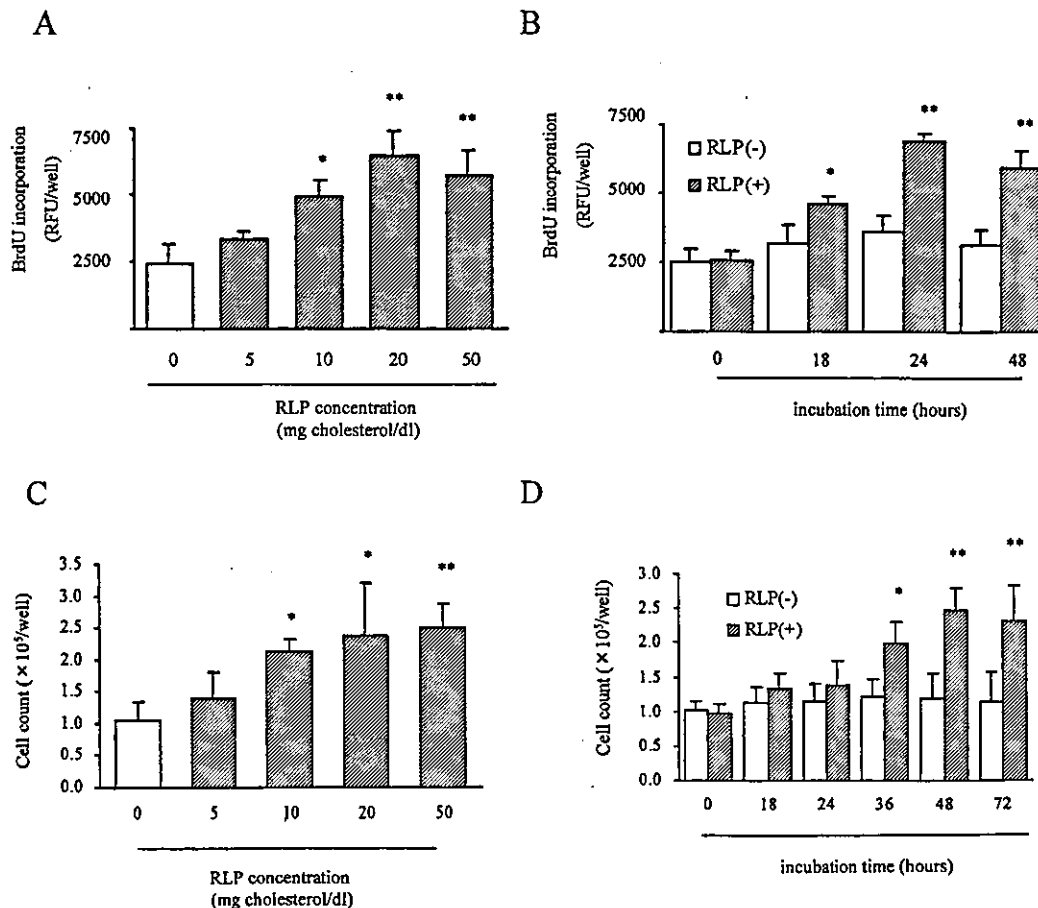 A
BrdU incorporation
(RFU/well)
7500
5000
2500
*
**
**
0 5 10 20 50
RLP concentration
(mg cholesterol/dl)
B
BrdU incorporation
(RFU/well)
7500
5000
2500
RLP(-)
RLP(+)
*
**
**
0 18 24 48
incubation time (hours)
C
Cell count (×10⁵/well)
3.5
3.0
2.5
2.0
1.5
1.0
0.5
0.0
*
*
**
0 5 10 20 50
RLP concentration
(mg cholesterol/dl)
D
Cell count (×10⁵/well)
3.0
2.5
2.0
1.5
1.0
0.5
0.0
RLP(-)
RLP(+)
*
**
**
0 18 24 36 48 72
incubation time (hours)